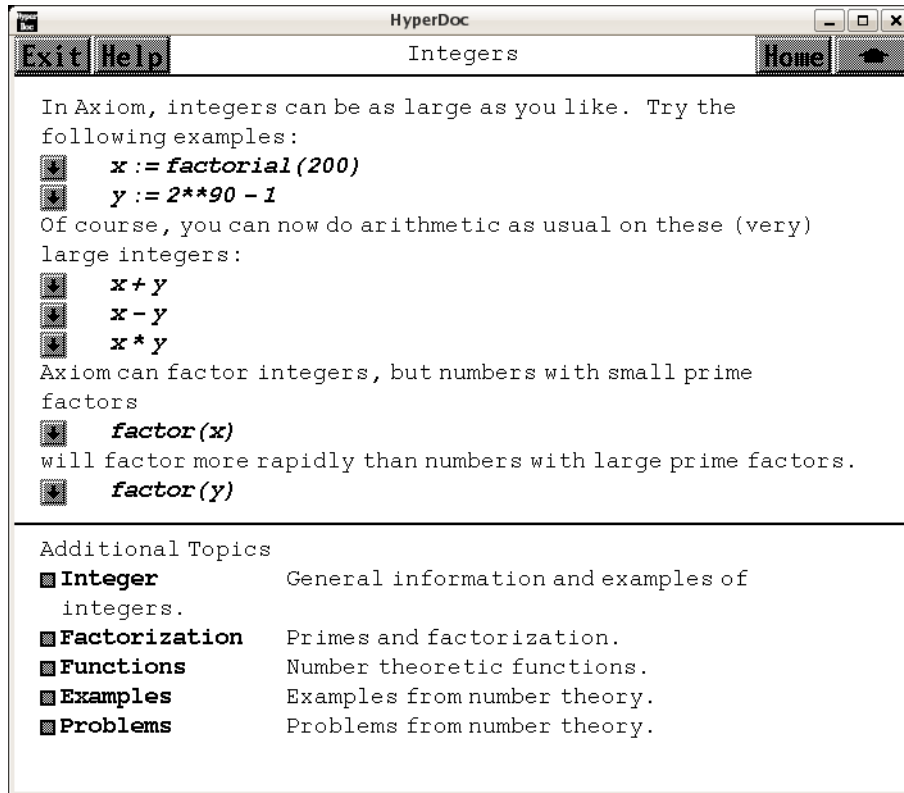 Hyper Doc
HyperDoc
Exit Help Integers Home
In Axiom, integers can be as large as you like. Try the
following examples:
x := factorial(200)
y := 2**90 - 1
Of course, you can now do arithmetic as usual on these (very)
large integers:
x + y
x - y
x * y
Axiom can factor integers, but numbers with small prime
factors
factor(x)
will factor more rapidly than numbers with large prime factors.
factor(y)
Additional Topics
Integer General information and examples of
integers.
Factorization Primes and factorization.
Functions Number theoretic functions.
Examples Examples from number theory.
Problems Problems from number theory.